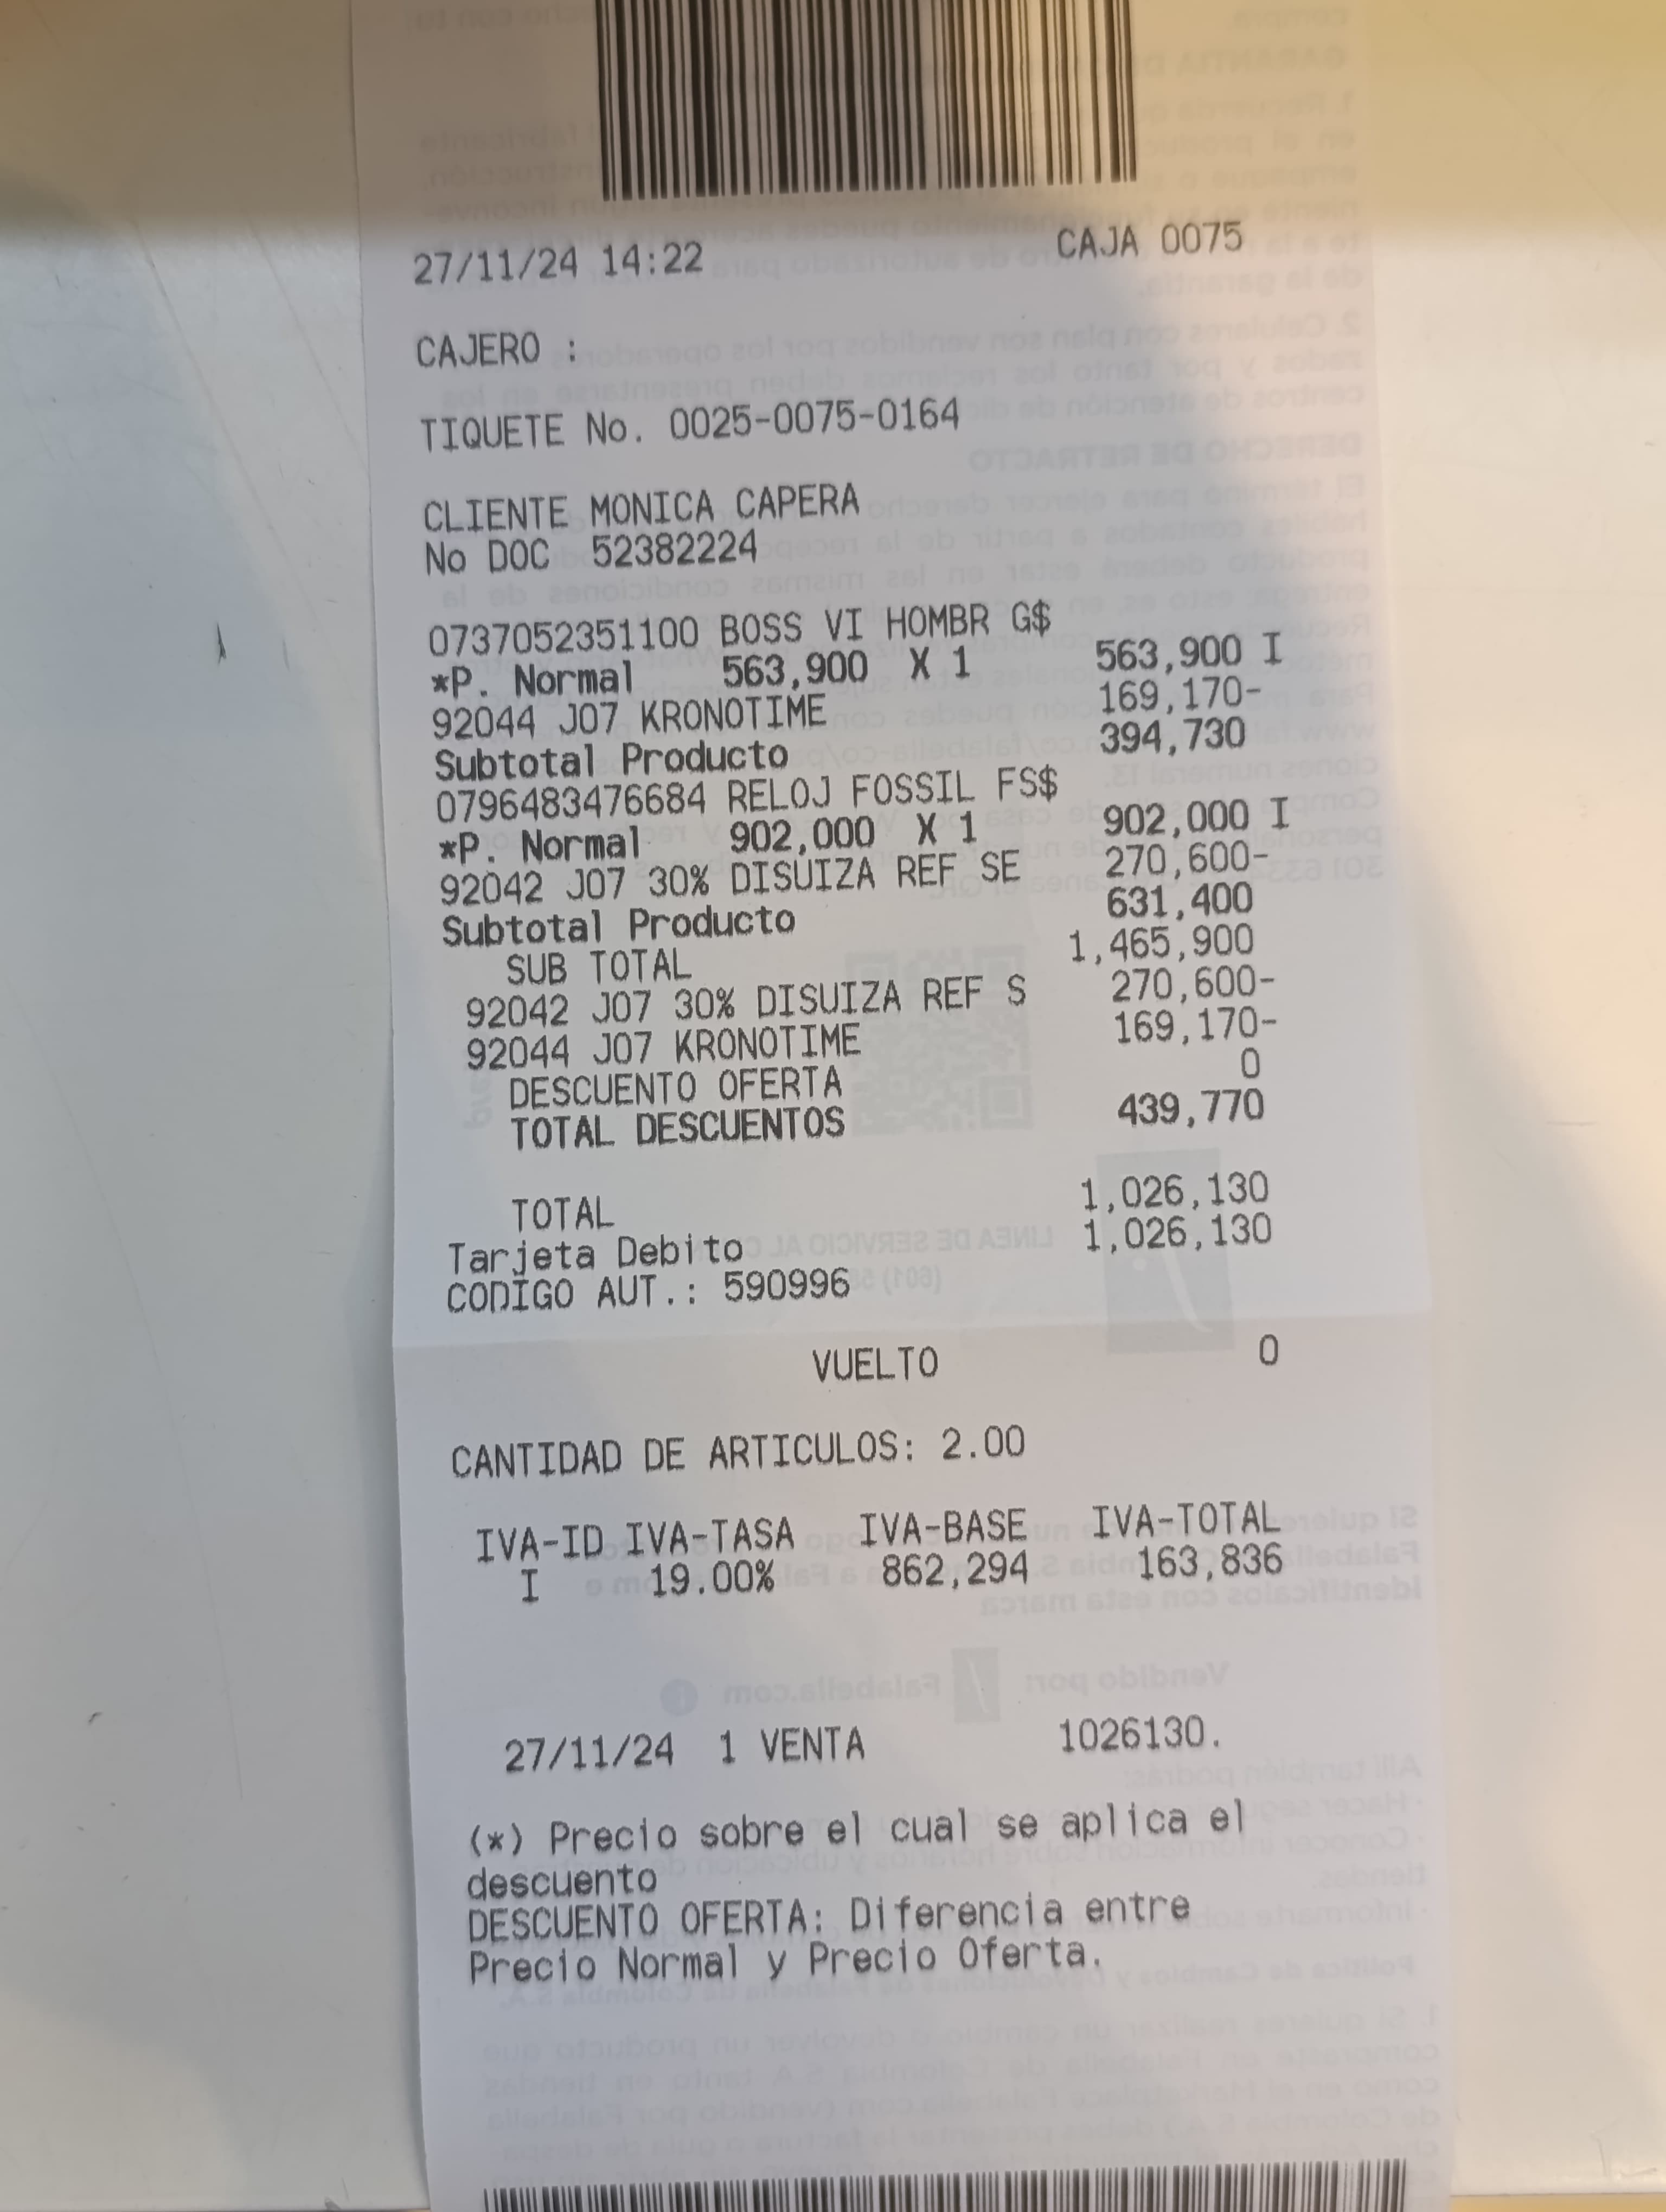 27/11/24 14:22 CAJA 0075
CAJERO :
TIQUETE No. 0025-0075-0164
CLIENTE MONICA CAPERA
No DOC 52382224
0737052351100 BOSS VI HOMBR G$
*P. Normal 563,900 X 1 563,900 I
92044 J07 KRONOTIME 169,170-
Subtotal Producto 394,730
0796483476684 RELOJ FOSSIL FS$
*P. Normal 902,000 X 1 902,000 I
92042 J07 30% DISUIZA REF SE 270,600-
Subtotal Producto 631,400
SUB TOTAL 1,465,900
92042 J07 30% DISUIZA REF S 270,600-
92044 J07 KRONOTIME 169,170-
DESCUENTO OFERTA 0
TOTAL DESCUENTOS 439,770
TOTAL 1,026,130
Tarjeta Debito 1,026,130
CODIGO AUT.: 590996
VUELTO 0
CANTIDAD DE ARTICULOS: 2.00
IVA-ID IVA-TASA IVA-BASE IVA-TOTAL
I 19.00% 862,294 163,836
27/11/24 1 VENTA 1026130.
(*) Precio sobre el cual se aplica el
descuento
DESCUENTO OFERTA: Diferencia entre
Precio Normal y Precio Oferta.